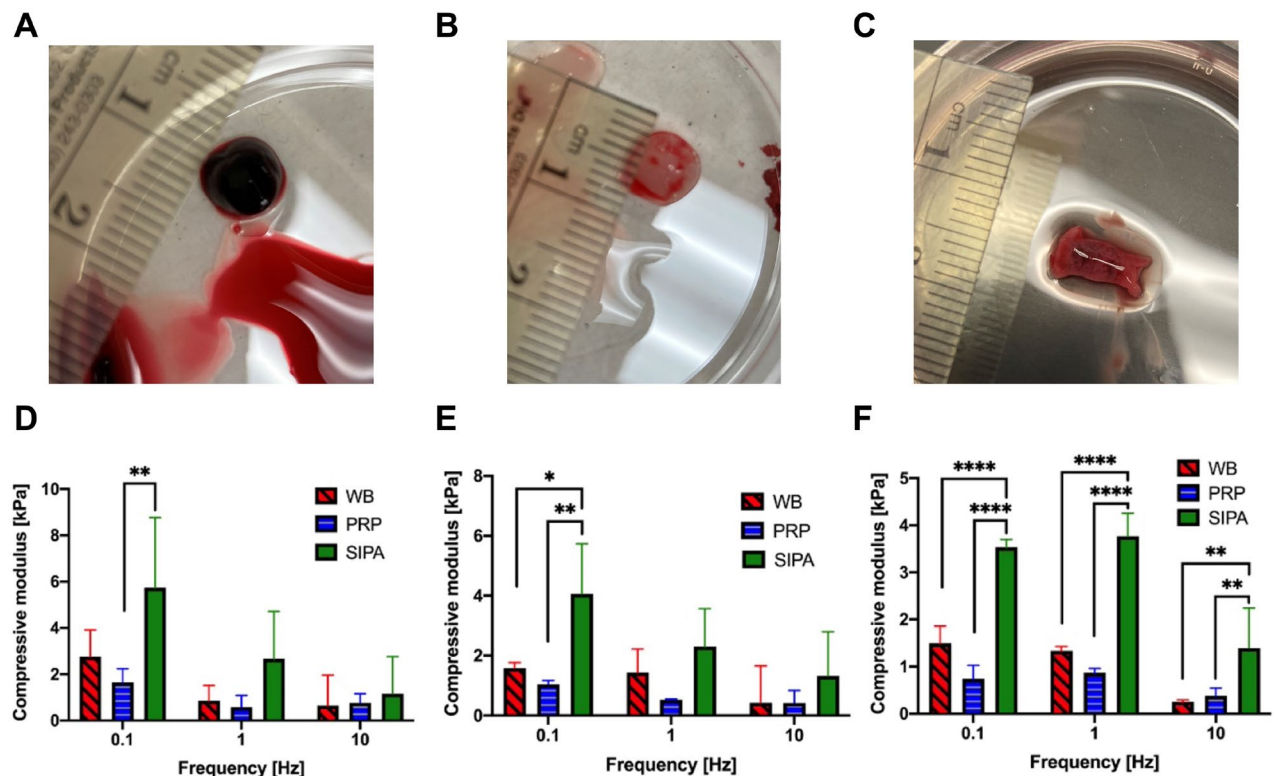 A
B
C
Products
243-0303
cm
1
2
cm
1
2
cm
1
D
Compressive modulus [kPa]
10
8
6
4
2
0
**
WB
PRP
SIPA
0.1
1
10
Frequency [Hz]
E
Compressive modulus [kPa]
8
6
4
2
0
*
**
WB
PRP
SIPA
0.1
1
10
Frequency [Hz]
F
Compressive modulus [kPa]
5
4
3
2
1
0
****
****
****
****
**
**
WB
PRP
SIPA
0.1
1
10
Frequency [Hz]